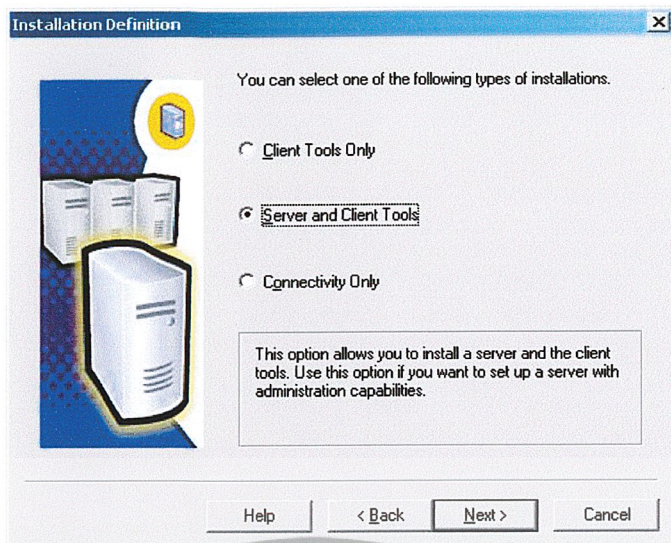 Installation Definition
You can select one of the following types of installations.
Client Tools Only
Server and Client Tools
Connectivity Only
This option allows you to install a server and the client
tools. Use this option if you want to set up a server with
administration capabilities.
Help
< Back
Next >
Cancel